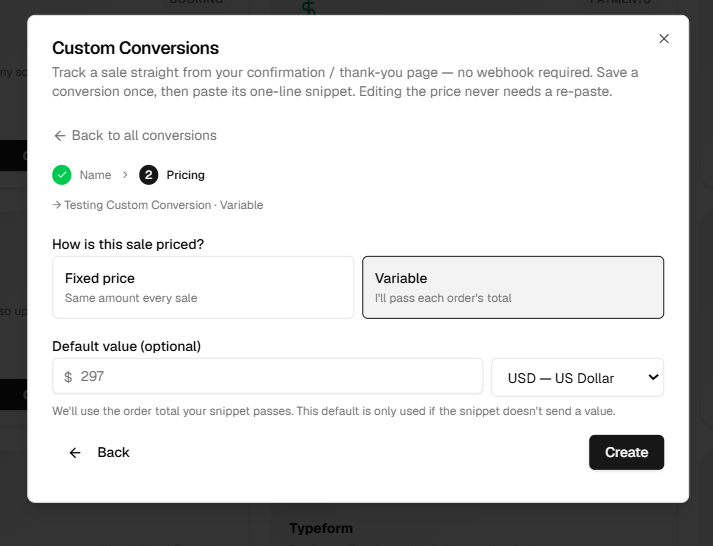 BOOKING
PAYMENTS
Custom Conversions
Track a sale straight from your confirmation / thank-you page — no webhook required. Save a
conversion once, then paste its one-line snippet. Editing the price never needs a re-paste.
← Back to all conversions
Name > 2 Pricing
→ Testing Custom Conversion · Variable
How is this sale priced?
Fixed price
Same amount every sale
Variable
I'll pass each order's total
Default value (optional)
$ 297
USD — US Dollar
We'll use the order total your snippet passes. This default is only used if the snippet doesn't send a value.
← Back
Create
Typeform